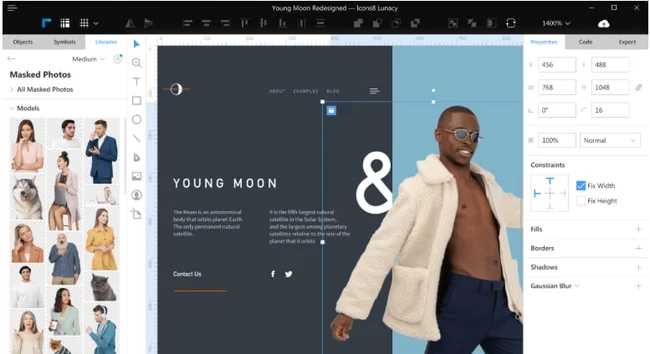 Young Moon Redesigned — Icons8 Lunacy
1400%
Objects
Symbols
Libraries
Medium
Masked Photos
All Masked Photos
Models
ABOUT
EXAMPLES
BLOG
YOUNG MOON
&
The Moon is an astronomical
body that orbits planet Earth.
The only permanent natural
satellite.
It is the fifth-largest natural
satellite in the Solar System,
and the largest among planetary
satellites relative to the size of the
planet that it orbits
Contact Us
Properties
Code
Export
X
456
Y
488
W
768
H
1048
0°
16
100%
Normal
Constraints
Fix Width
Fix Height
Fills
Borders
Shadows
Gaussian Blur